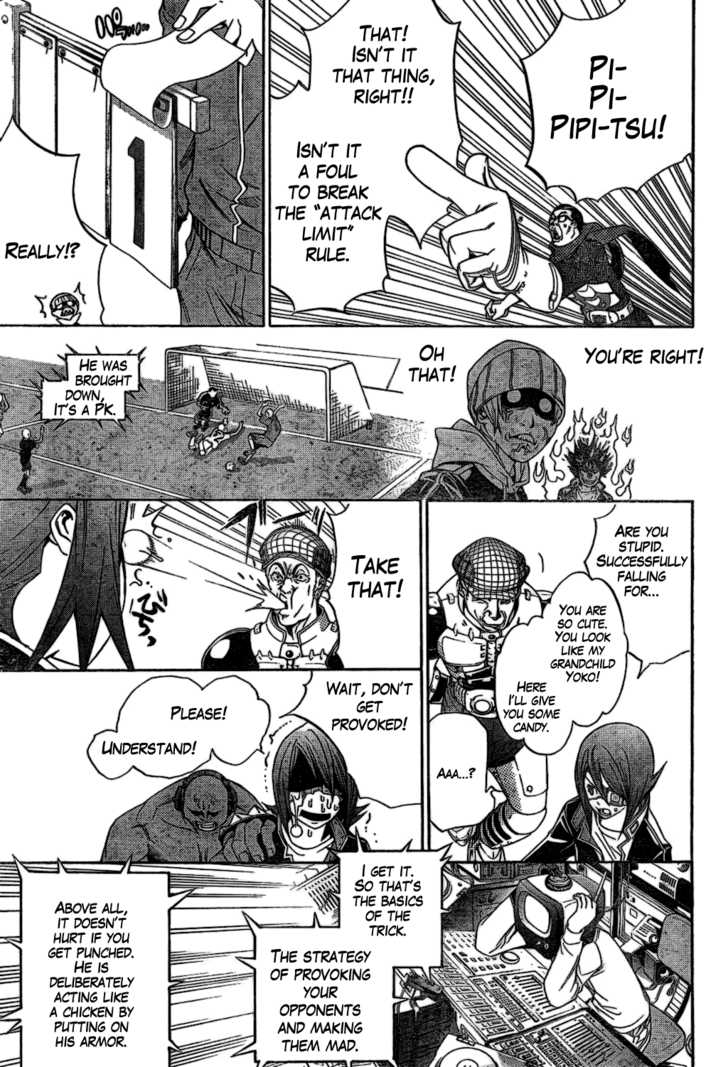 PI-
PI-
PIPI-TSU!
THAT!
ISN'T IT
THAT THING,
RIGHT!!
ISN'T IT
A FOUL
TO BREAK
THE "ATTACK
LIMIT"
RULE.
1
REALLY!?
YOU'RE RIGHT!
OH
THAT!
HE WAS
BROUGHT
DOWN,
IT'S A PK.
ARE YOU
STUPID.
SUCCESSFULLY
FALLING
FOR...
YOU ARE
SO CUTE.
YOU LOOK
LIKE MY
GRANDCHILD
YOKO!
HERE
I'LL GIVE
YOU SOME
CANDY.
AAA...?
TAKE
THAT!
WAIT, DON'T
GET
PROVOKED!
PLEASE!
UNDERSTAND!
I GET IT.
SO THAT'S
THE BASICS
OF THE
TRICK.
THE STRATEGY
OF PROVOKING
YOUR
OPPONENTS
AND MAKING
THEM MAD.
ABOVE ALL,
IT DOESN'T
HURT IF YOU
GET PUNCHED.
HE IS
DELIBERATELY
ACTING LIKE
A CHICKEN BY
PUTTING ON
HIS ARMOR.